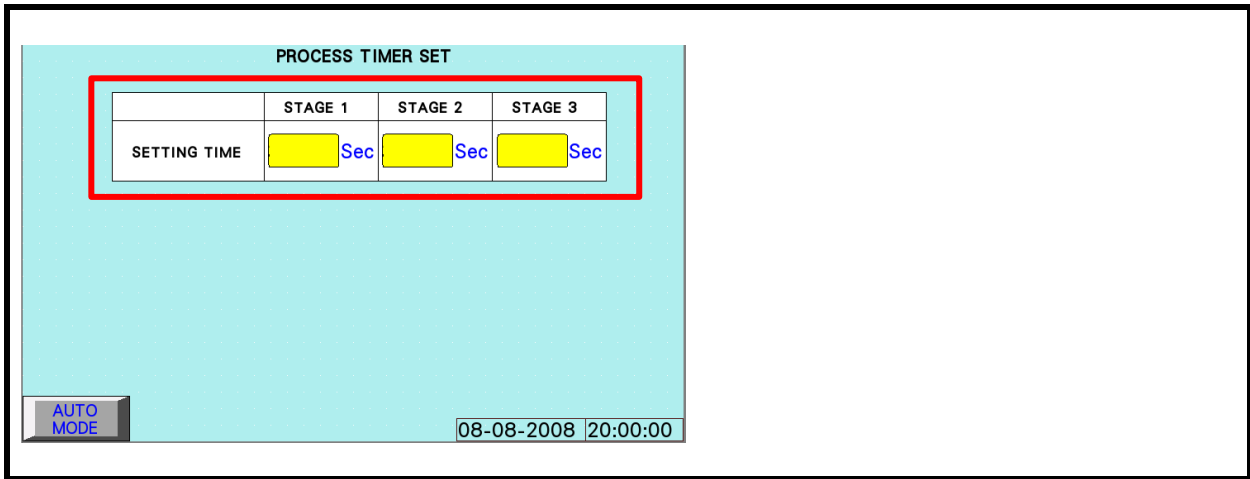 PROCESS TIMER SET
STAGE 1 STAGE 2 STAGE 3
SETTING TIME Sec Sec Sec
AUTO
MODE
08-08-2008 20:00:00